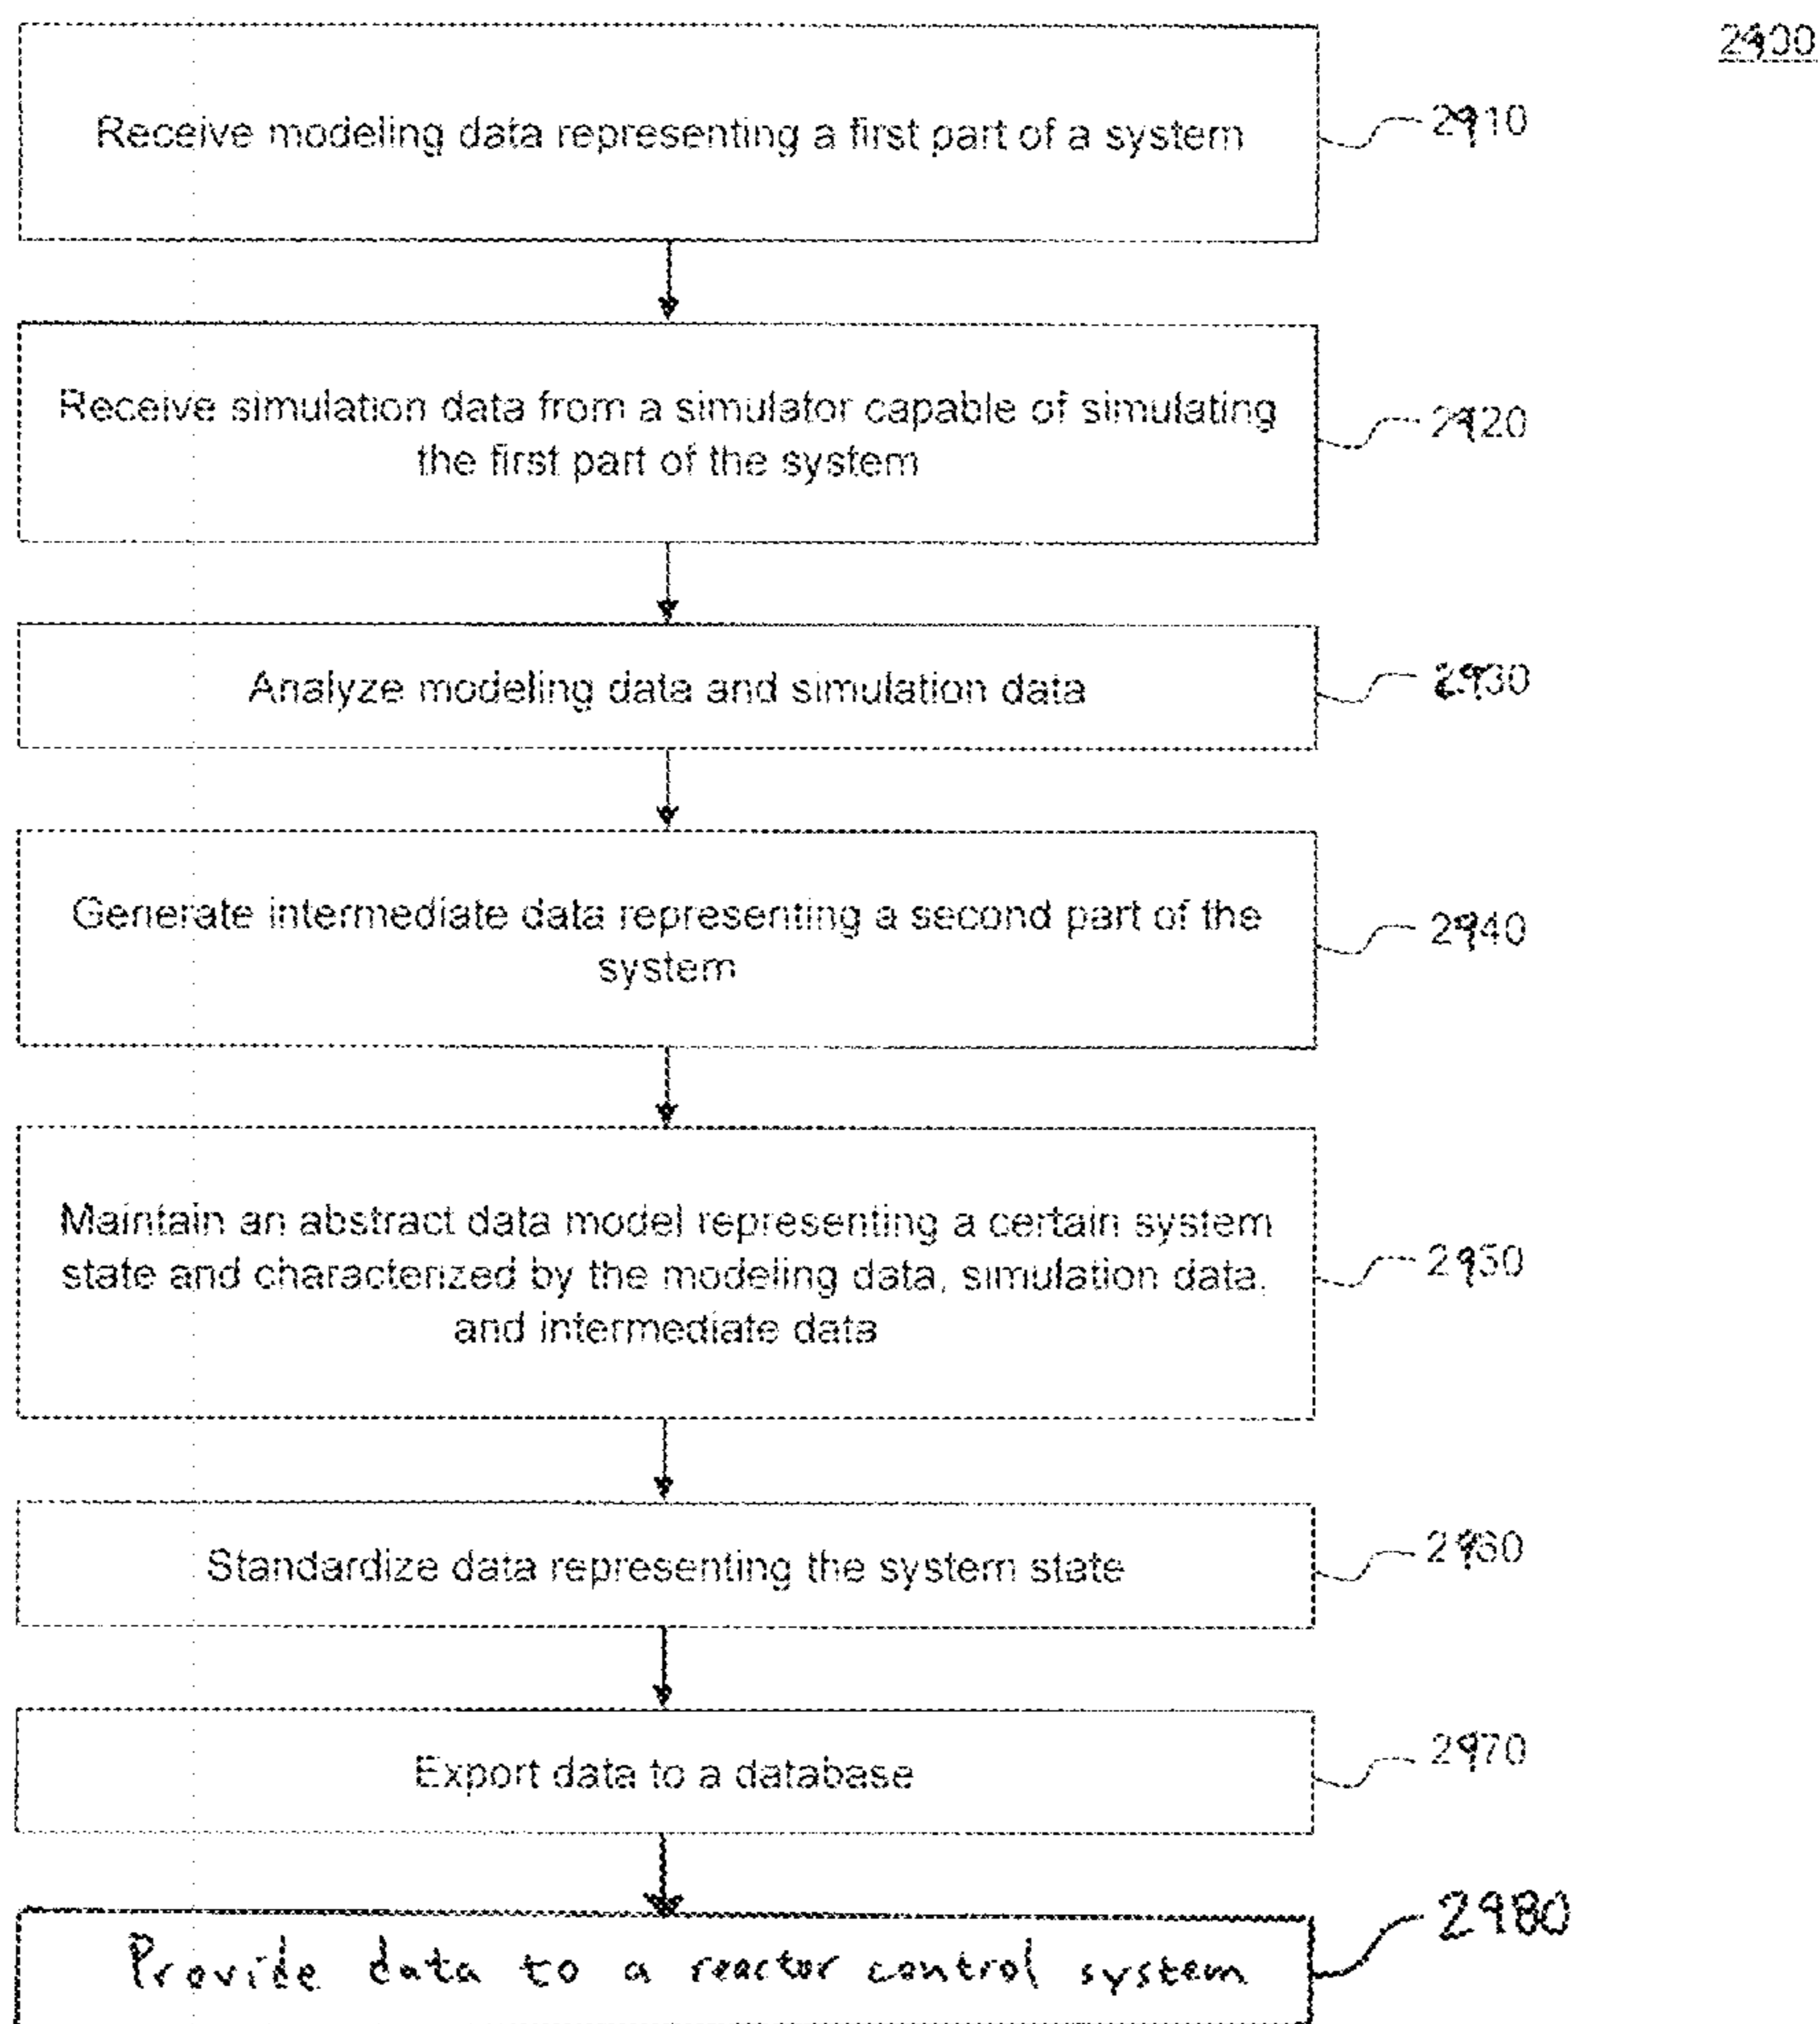 2900
Receive modeling data representing a first part of a system
2910
Receive simulation data from a simulator capable of simulating
the first part of the system
2920
Analyze modeling data and simulation data
2930
Generate intermediate data representing a second part of the
system
2940
Maintain an abstract data model representing a certain system
state and characterized by the modeling data, simulation data,
and intermediate data
2950
Standardize data representing the system state
2960
Export data to a database
2970
Provide data to a reactor control system
2980